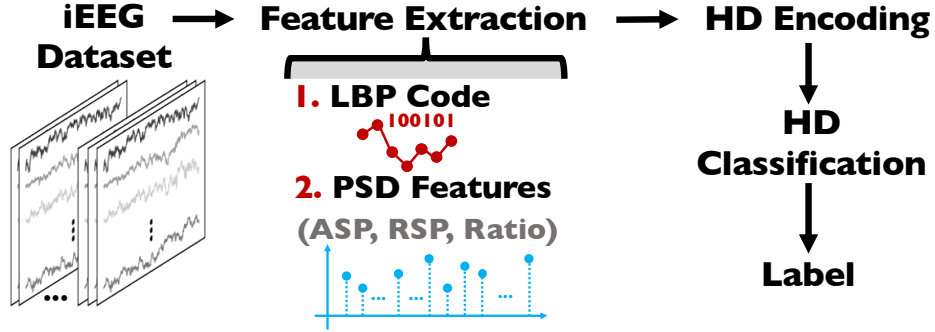 iEEG
Dataset
Feature Extraction
1. LBP Code
100101
2. PSD Features
(ASP, RSP, Ratio)
... 
... ... ...
HD Encoding
HD
Classification
Label